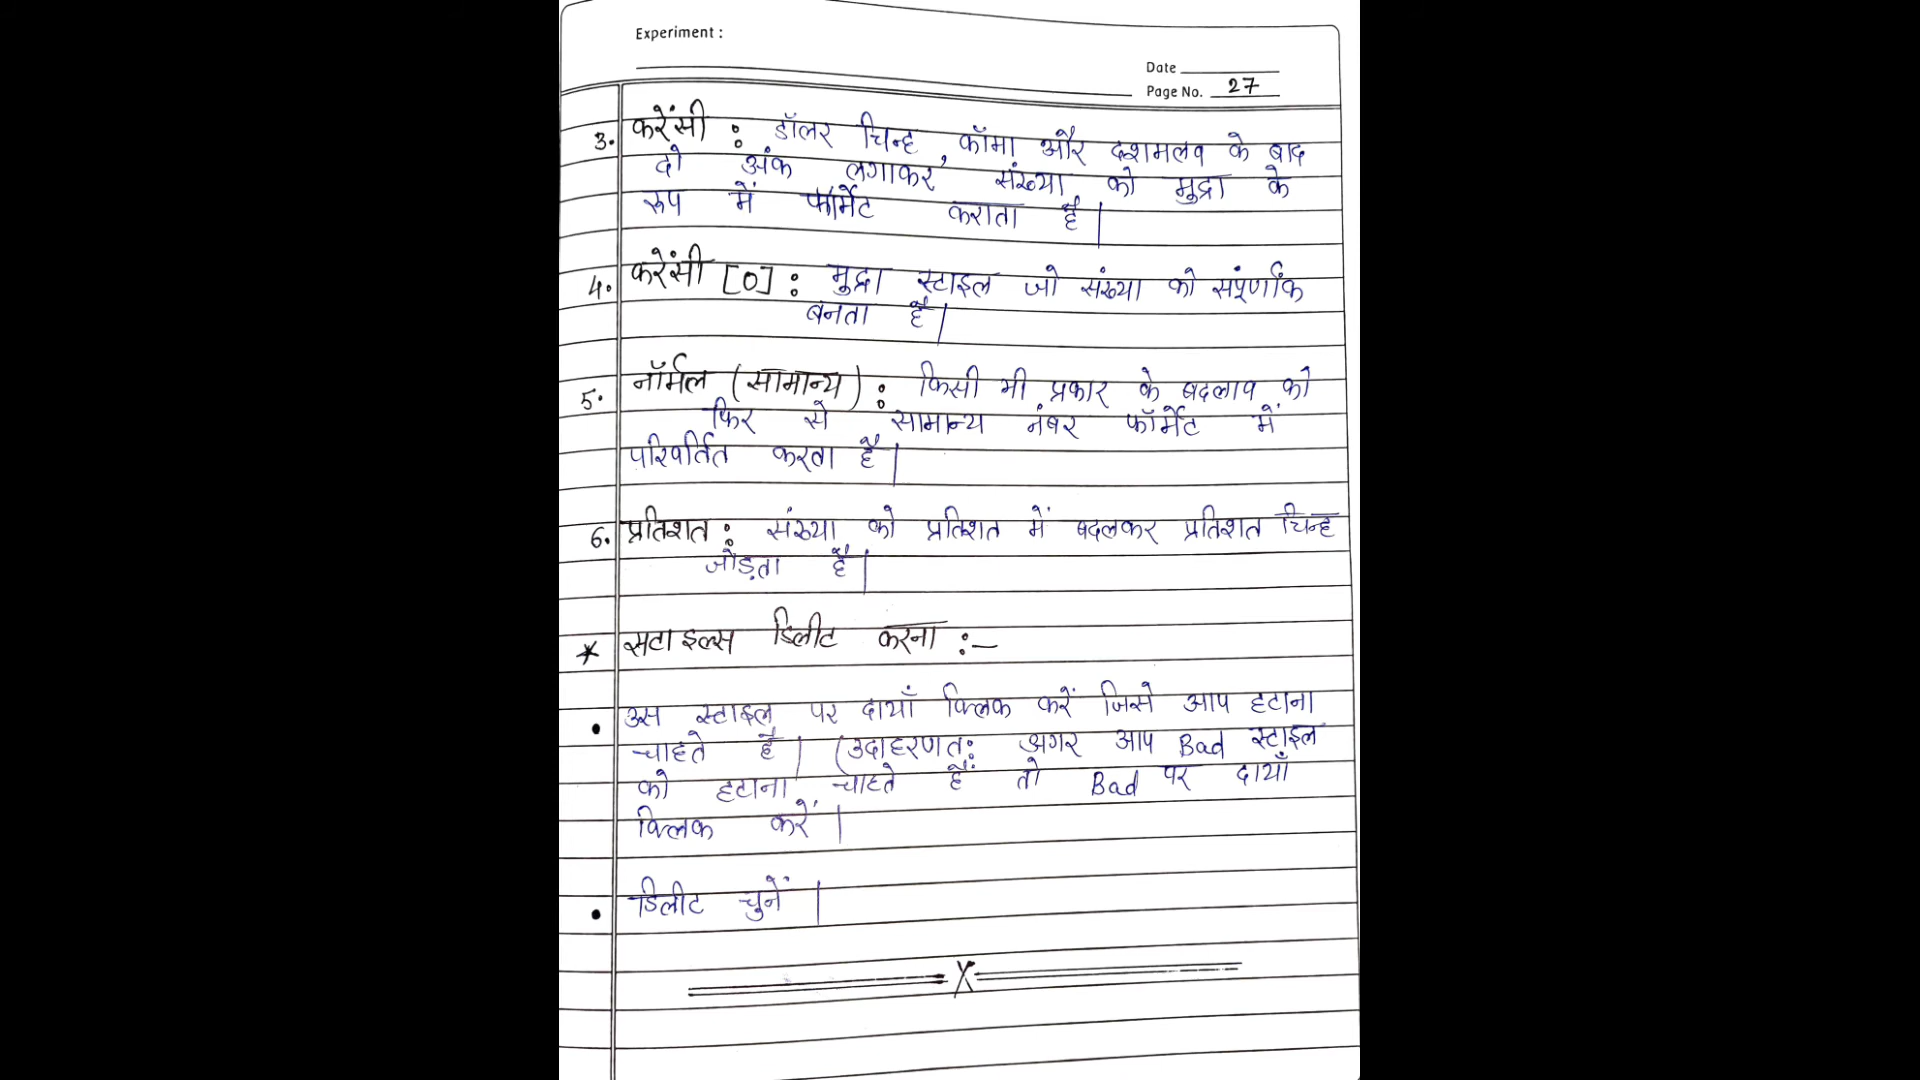 Experiment :
Date
Page No. 27
3. करेंसी : डॉलर चिन्ह, कॉमा और दशमलव के बाद
दो अंक लगाकर संख्या को मुद्रा के
रूप में फॉर्मेट कराता है|
4. करेंसी [0] : मुद्रा स्टाइल जो संख्या को संपूर्णांक
बनता है|
5. नॉर्मल (सामान्य) : किसी भी प्रकार के बदलाव को
फिर से सामान्य नंबर फॉर्मेट में
परिवर्तित करता है|
6. प्रतिशत : संख्या को प्रतिशत में बदलकर प्रतिशत चिन्ह
जोड़ता है|
* सटाइल्स डिलीट करना :-
• उस स्टाइल पर दायाँ क्लिक करें जिसे आप हटाना
चाहते है| (उदाहरणत: अगर आप Bad स्टाइल
को हटाना चाहते हैं तो Bad पर दायाँ
क्लिक करें|
• डिलीट चुनें|
X